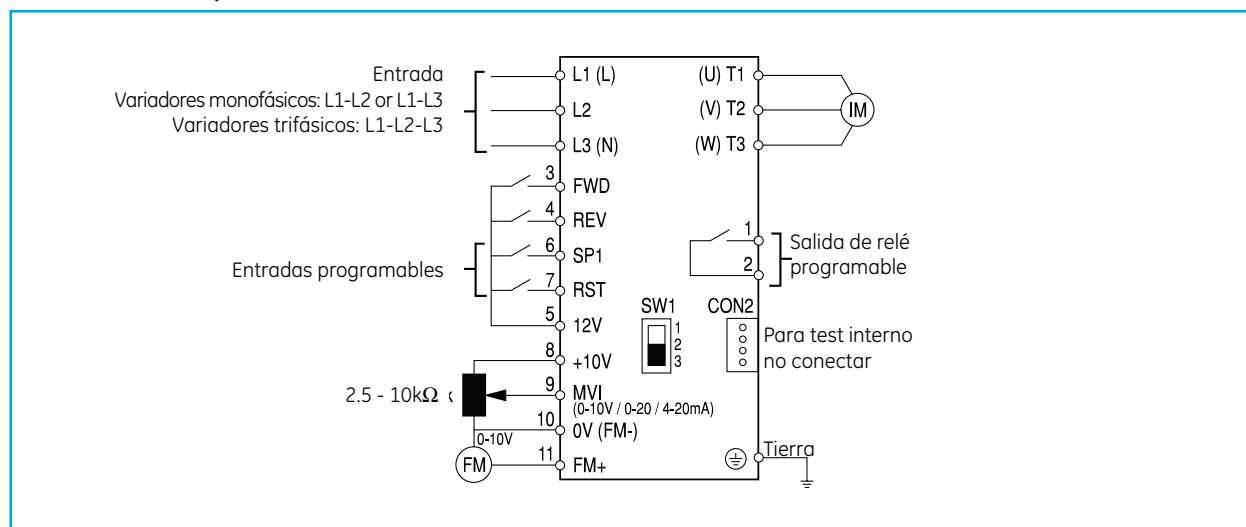 Entrada
Variadores monofásicos: L1-L2 or L1-L3
Variadores trifásicos: L1-L2-L3
L1 (L)
L2
L3 (N)
3 FWD
4 REV
6 SP1
7 RST
5 12V
Entradas programables
8 +10V
9 MVI
(0-10V / 0-20 / 4-20mA)
10 0V (FM-)
11 FM+
2.5 - 10kΩ
0-10V
FM
(U) T1
(V) T2
(W) T3
IM
1
2
Salida de relé
programable
SW1
1
2
3
CON2
Para test interno
no conectar
Tierra